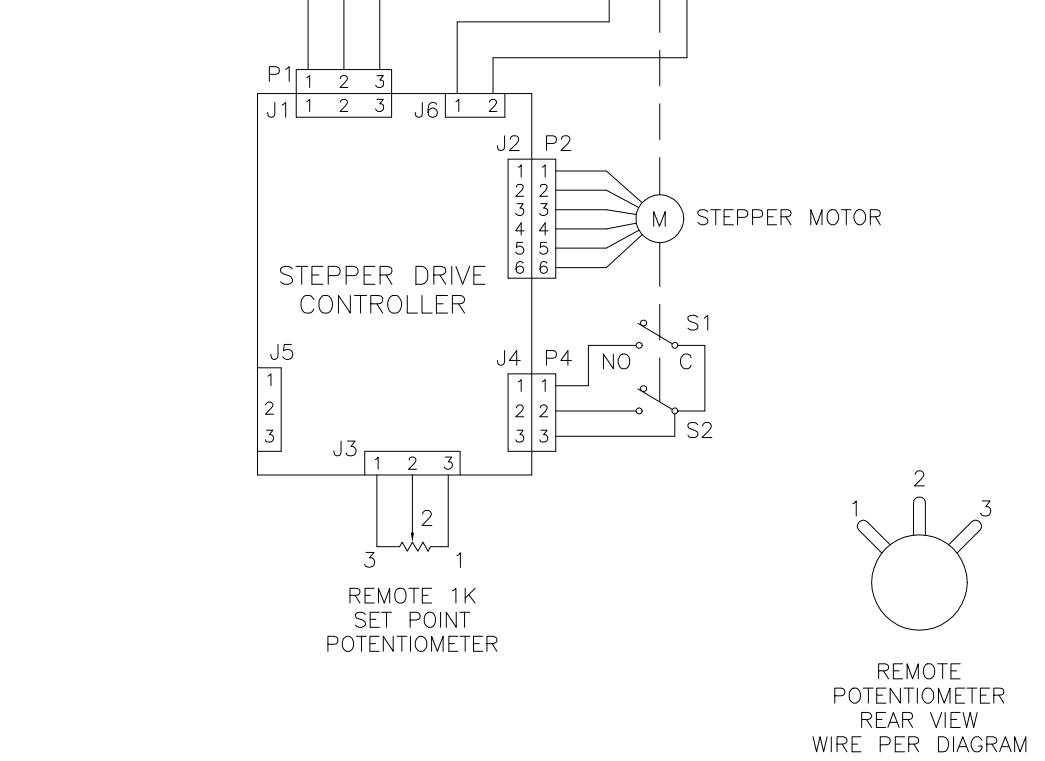 P1 1 2 3
J1 1 2 3
J6 1 2
J2 P2
1 1
2 2
3 3
4 4
5 5
6 6
M STEPPER MOTOR
STEPPER DRIVE
CONTROLLER
S1
NO C
J5
1
2
3
J4 P4
1 1
2 2
3 3
S2
J3 1 2 3
2
3 1
REMOTE 1K
SET POINT
POTENTIOMETER
2
1 3
REMOTE
POTENTIOMETER
REAR VIEW
WIRE PER DIAGRAM